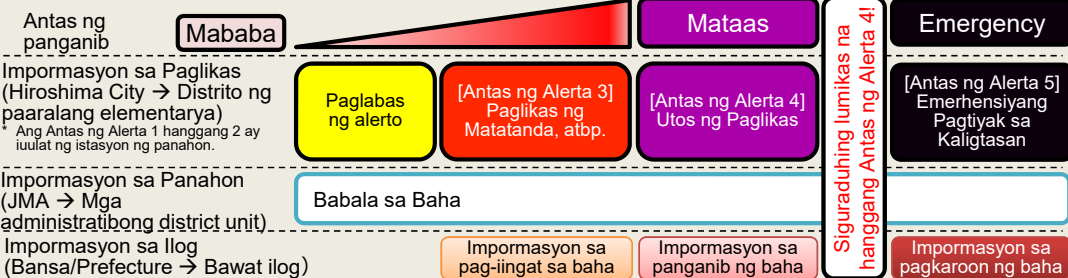 Antas ng
panganib
Mababa
Mataas
Emergency
Impormasyon sa Paglikas
(Hiroshima City → Distrito ng
paaralang elementarya)
* Ang Antas ng Alerta 1 hanggang 2 ay
iuulat ng istasyon ng panahon.
Paglabas
ng alerto
[Antas ng Alerta 3]
Paglikas ng
Matatanda, atbp.
[Antas ng Alerta 4]
Utos ng Paglikas
Siguraduhing lumikas na
hanggang Antas ng Alerta 4!
[Antas ng Alerta 5]
Emerhensiyang
Pagtiyak sa
Kaligtasan
Impormasyon sa Panahon
(JMA → Mga
administratibong district unit)
Babala sa Baha
Impormasyon sa Ilog
(Bansa/Prefecture → Bawat ilog)
Impormasyon sa
pag-iingat sa baha
Impormasyon sa
panganib ng baha
Impormasyon sa
pagkaroon ng baha